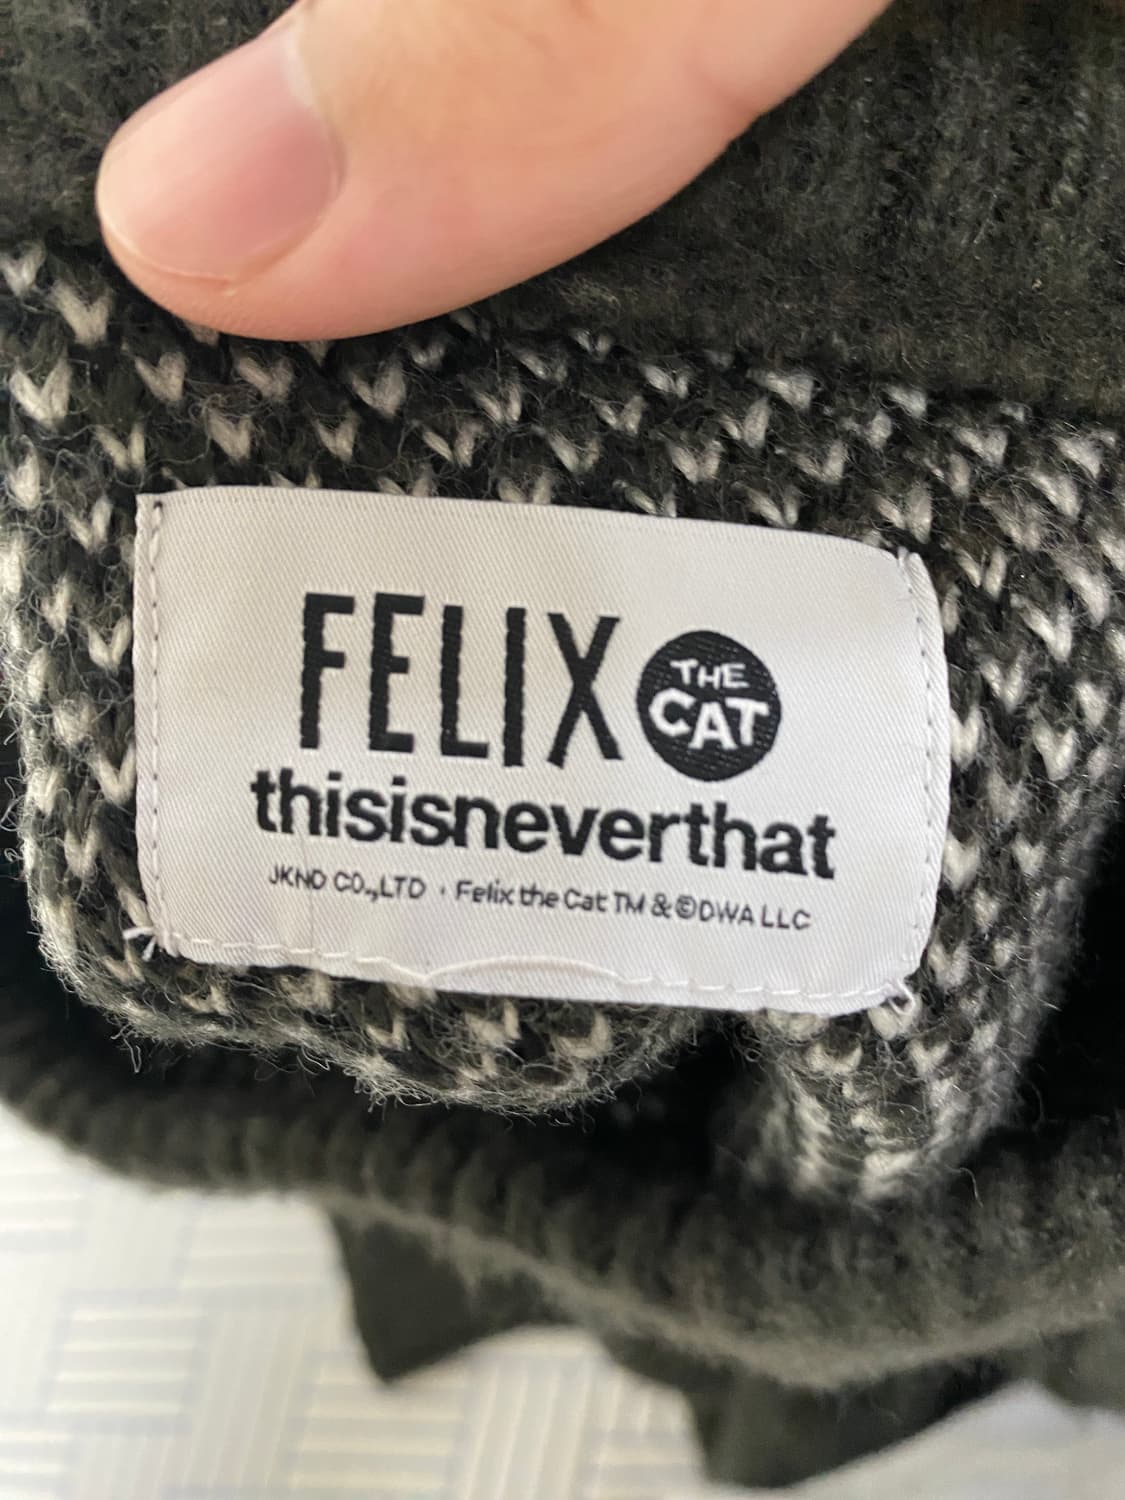 FELIX THE CAT
thisisneverthat
JKND CO.,LTD · Felix the Cat TM & ©DWA LLC